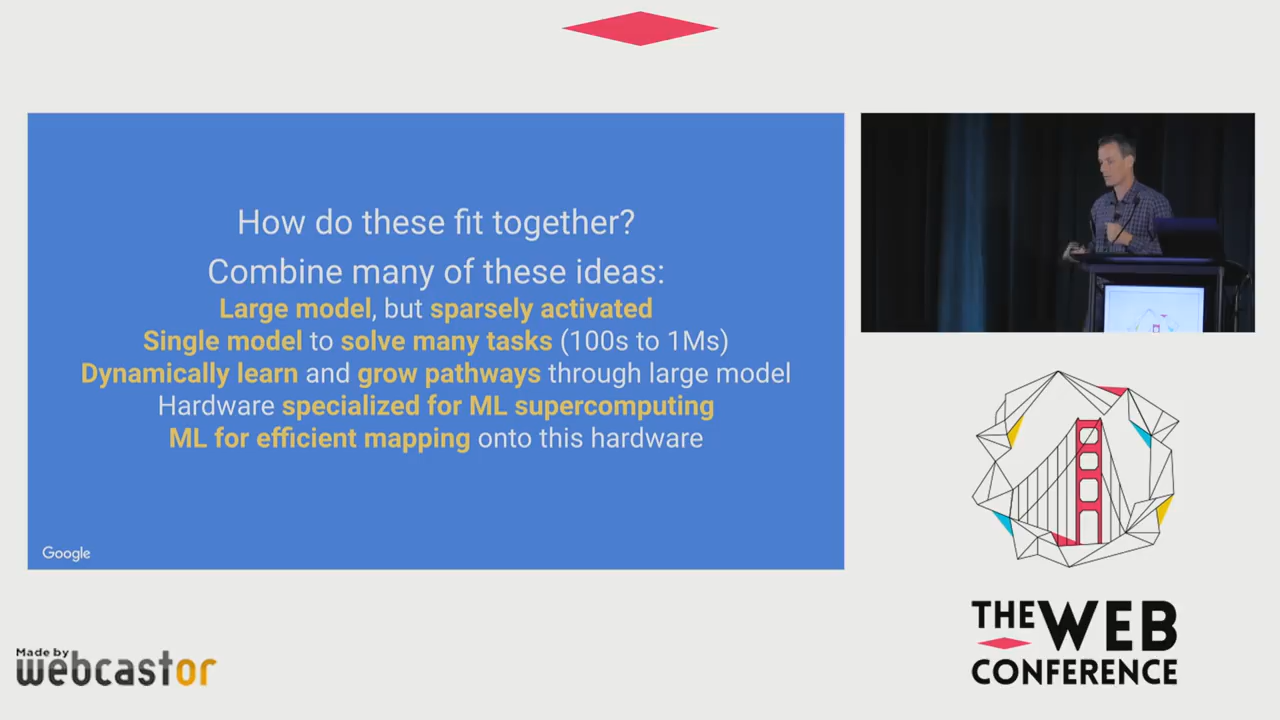 How do these fit together?
Combine many of these ideas:
Large model, but sparsely activated
Single model to solve many tasks (100s to 1Ms)
Dynamically learn and grow pathways through large model
Hardware specialized for ML supercomputing
ML for efficient mapping onto this hardware
Google
THE WEB
CONFERENCE
Made by
webcastor